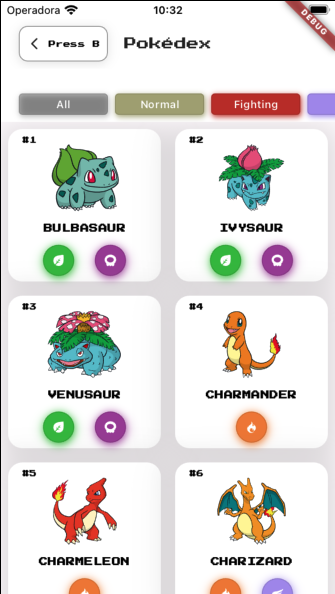 Operadora 10:32
DEBUG
Press B Pokédex
All Normal Fighting
#1 #2
BULBASAUR IVYSAUR
#3 #4
VENUSAUR CHARMANDER
#5 #6
CHARMELEON CHARIZARD